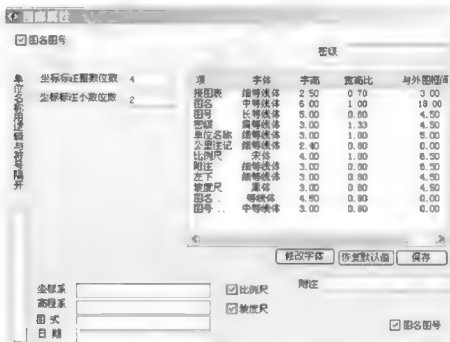 图廓属性
图名图号
密级
单位名称用逗号与符号隔开
坐标标注整数位数 4
坐标标注小数位数 2
项 字体 字高 宽高比 与外图框/谊
接图表 细等线体 2.50 0.70 3.00
图名 中等线体 6.00 1.00 18.00
图号 长等线体 5.00 0.80 4.50
密级 扁等线体 3.00 1.33 4.50
单位名称 细等线体 3.00 1.00 5.00
公里注记 细等线体 2.40 0.80 0.00
比例尺 宋体 4.00 1.00 6.50
附注 细等线体 3.00 0.80 6.50
左下 细等线体 3.00 0.80 4.50
坡度尺 黑体 3.00 0.80 4.50
图名.. 等线体 4.50 0.80 0.00
图号.. 中等线体 3.00 0.80 0.00
修改字体 恢复默认值 保存
坐标系
高程系
图式
日期
比例尺
坡度尺
附注
图名图号